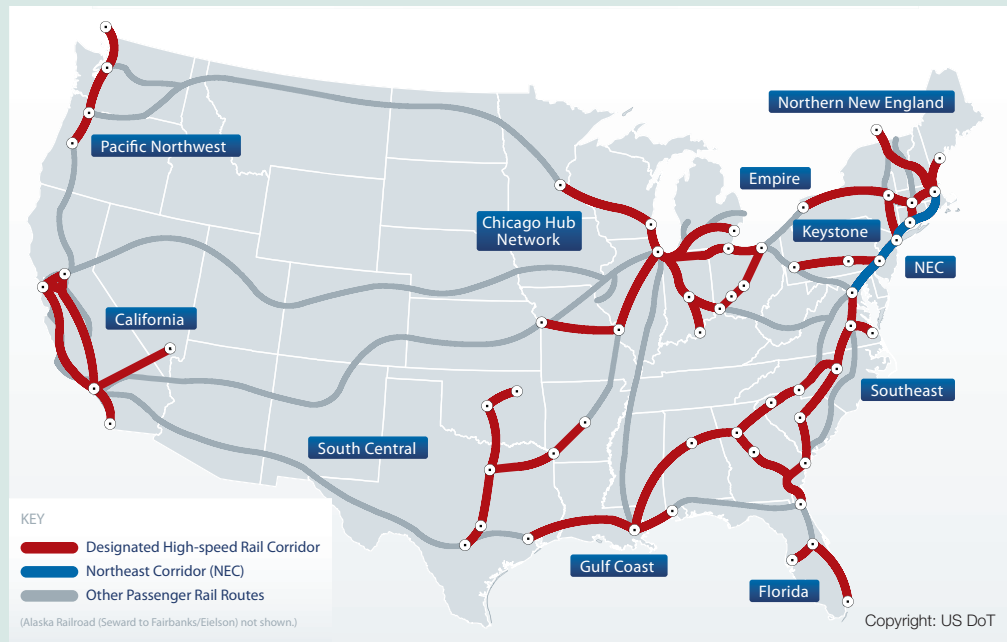 Northern New England
Pacific Northwest
Empire
Chicago Hub
Network
Keystone
NEC
California
Southeast
South Central
KEY
Designated High-speed Rail Corridor
Northeast Corridor (NEC)
Other Passenger Rail Routes
(Alaska Railroad (Seward to Fairbanks/Eielson) not shown.)
Gulf Coast
Florida
Copyright: US DoT